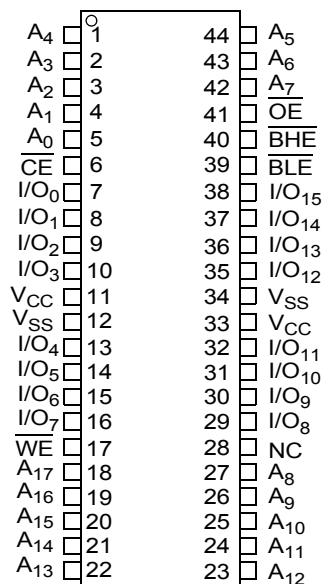 A4 1 44 A5
A3 2 43 A6
A2 3 42 A7
A1 4 41 OE
A0 5 40 BHE
CE 6 39 BLE
I/O0 7 38 I/O15
I/O1 8 37 I/O14
I/O2 9 36 I/O13
I/O3 10 35 I/O12
VCC 11 34 VSS
VSS 12 33 VCC
I/O4 13 32 I/O11
I/O5 14 31 I/O10
I/O6 15 30 I/O9
I/O7 16 29 I/O8
WE 17 28 NC
A17 18 27 A8
A16 19 26 A9
A15 20 25 A10
A14 21 24 A11
A13 22 23 A12